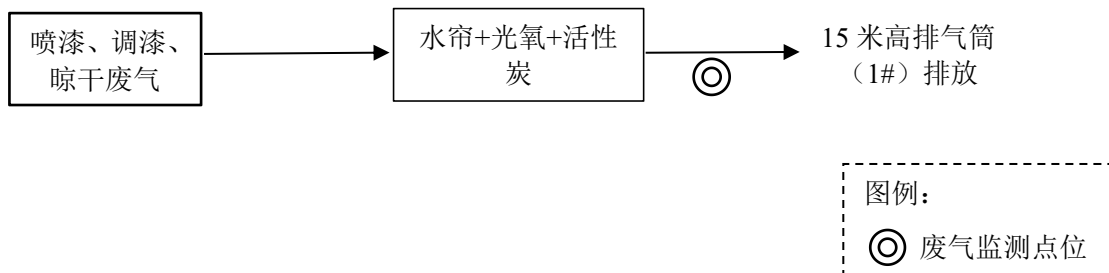 喷漆、调漆、
晾干废气
水帘+光氧+活性
炭
15 米高排气筒
（1#）排放
图例：
废气监测点位